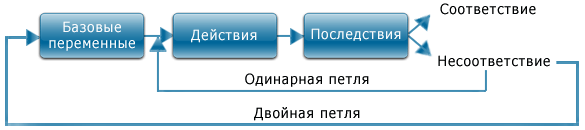 Базовые
переменные
Действия
Последствия
Соответствие
Несоответствие
Одинарная петля
Двойная петля